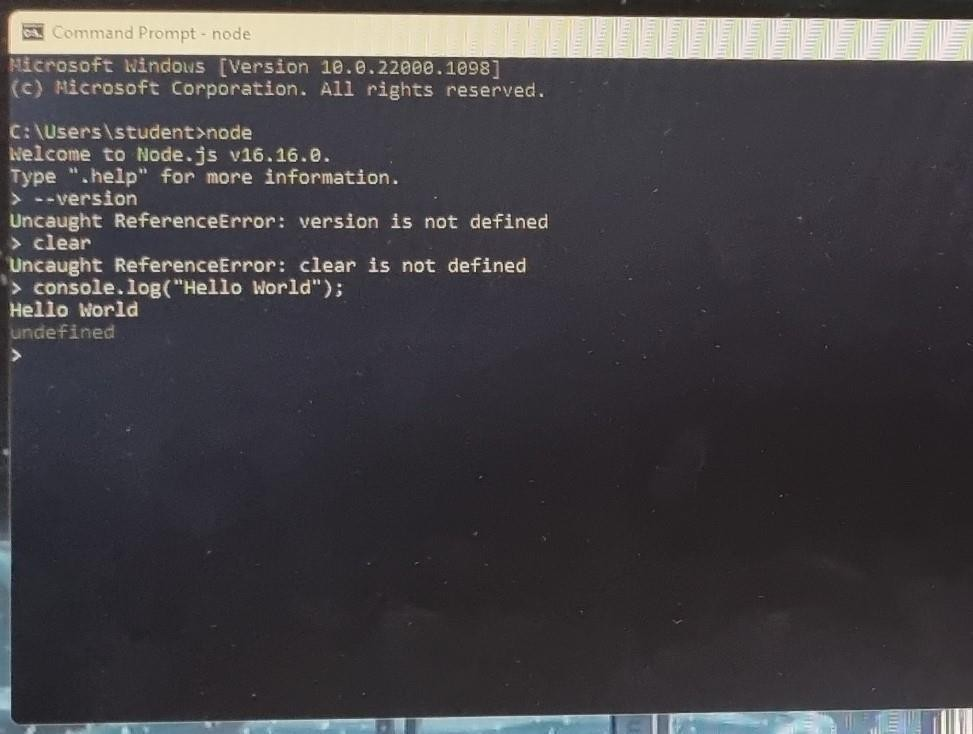 Command Prompt - node
Microsoft Windows [Version 10.0.22000.1098]
(c) Microsoft Corporation. All rights reserved.
C:\Users\student>node
Welcome to Node.js v16.16.0.
Type ".help" for more information.
> --version
Uncaught ReferenceError: version is not defined
> clear
Uncaught ReferenceError: clear is not defined
> console.log("Hello World");
Hello World
undefined
>